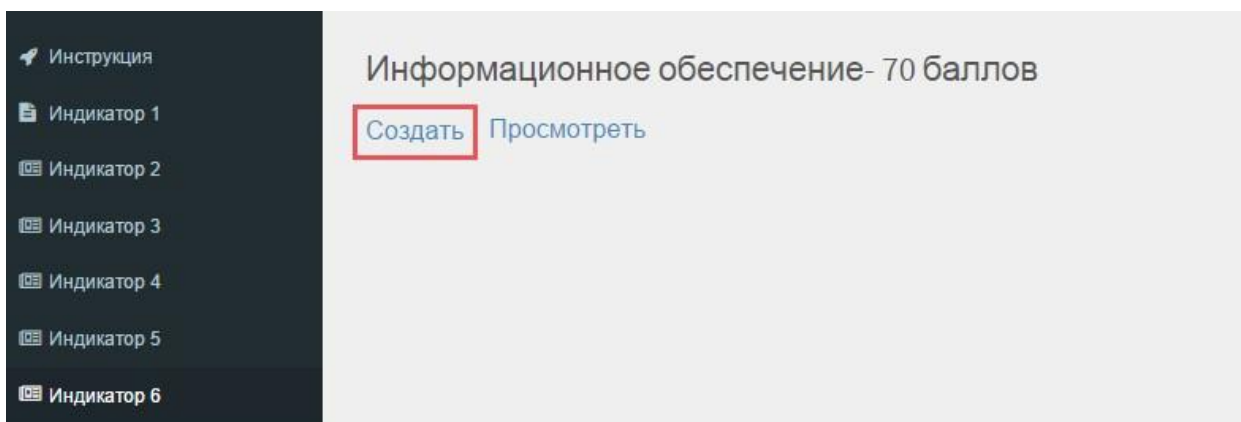 Инструкция
Индикатор 1
Индикатор 2
Индикатор 3
Индикатор 4
Индикатор 5
Индикатор 6
Информационное обеспечение- 70 баллов
Создать Просмотреть